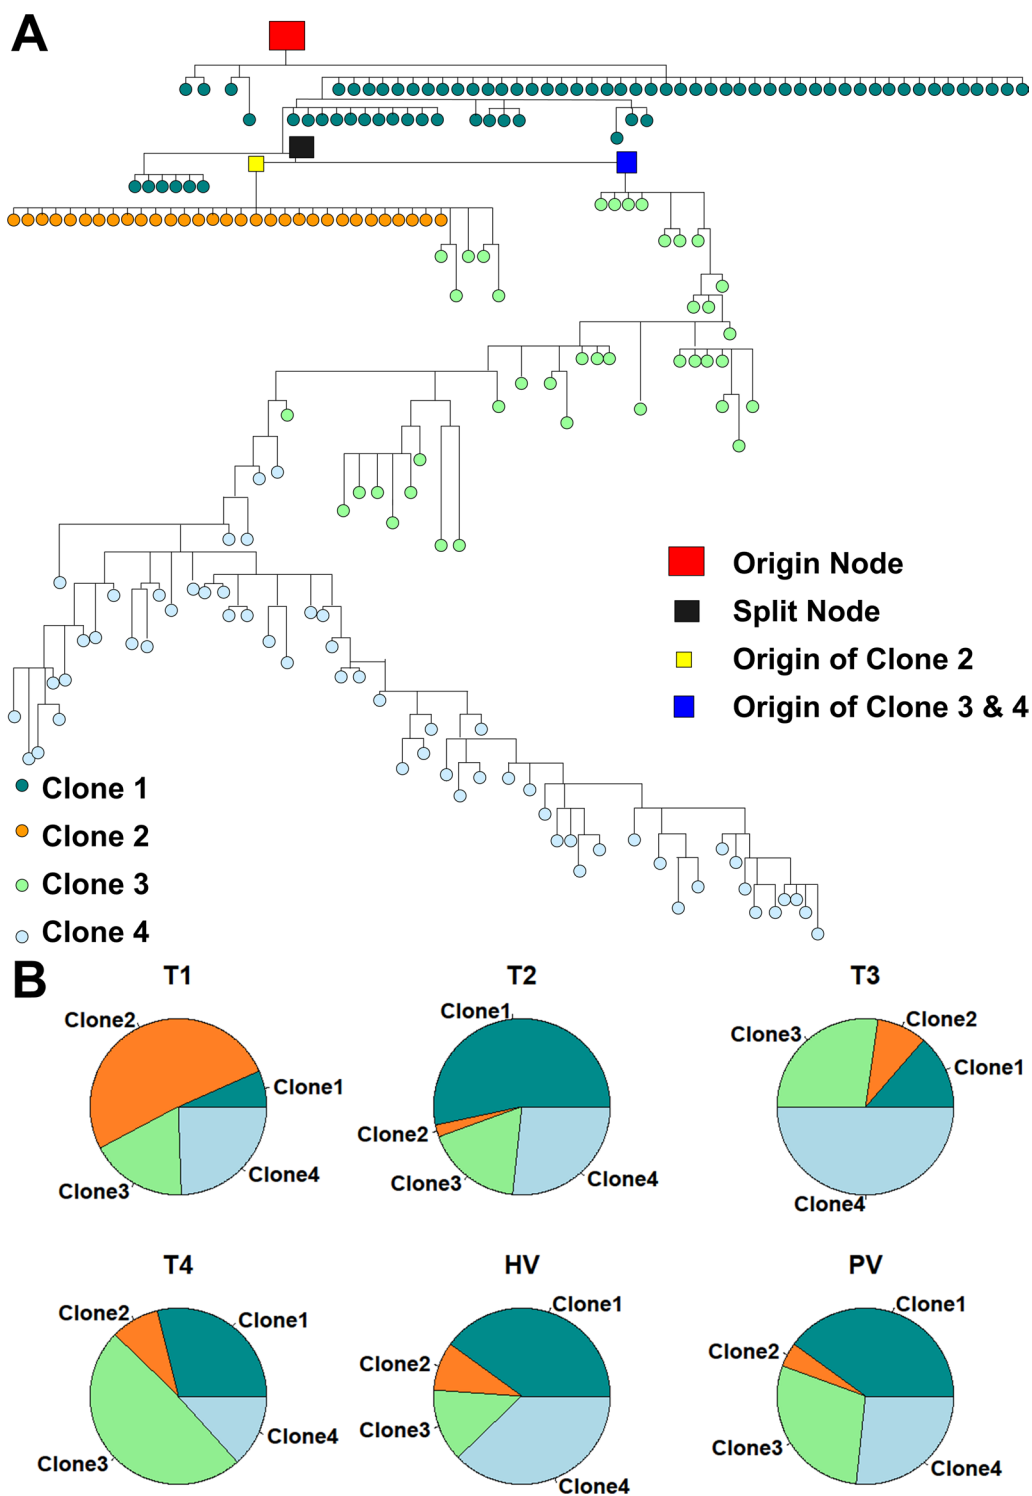 A
Origin Node
Split Node
Origin of Clone 2
Origin of Clone 3 & 4
Clone 1
Clone 2
Clone 3
Clone 4
B
T1
Clone2
Clone1
Clone3
Clone4
T2
Clone1
Clone2
Clone3
Clone4
T3
Clone3
Clone2
Clone1
Clone4
T4
Clone2
Clone1
Clone3
Clone4
HV
Clone1
Clone2
Clone3
Clone4
PV
Clone1
Clone2
Clone3
Clone4